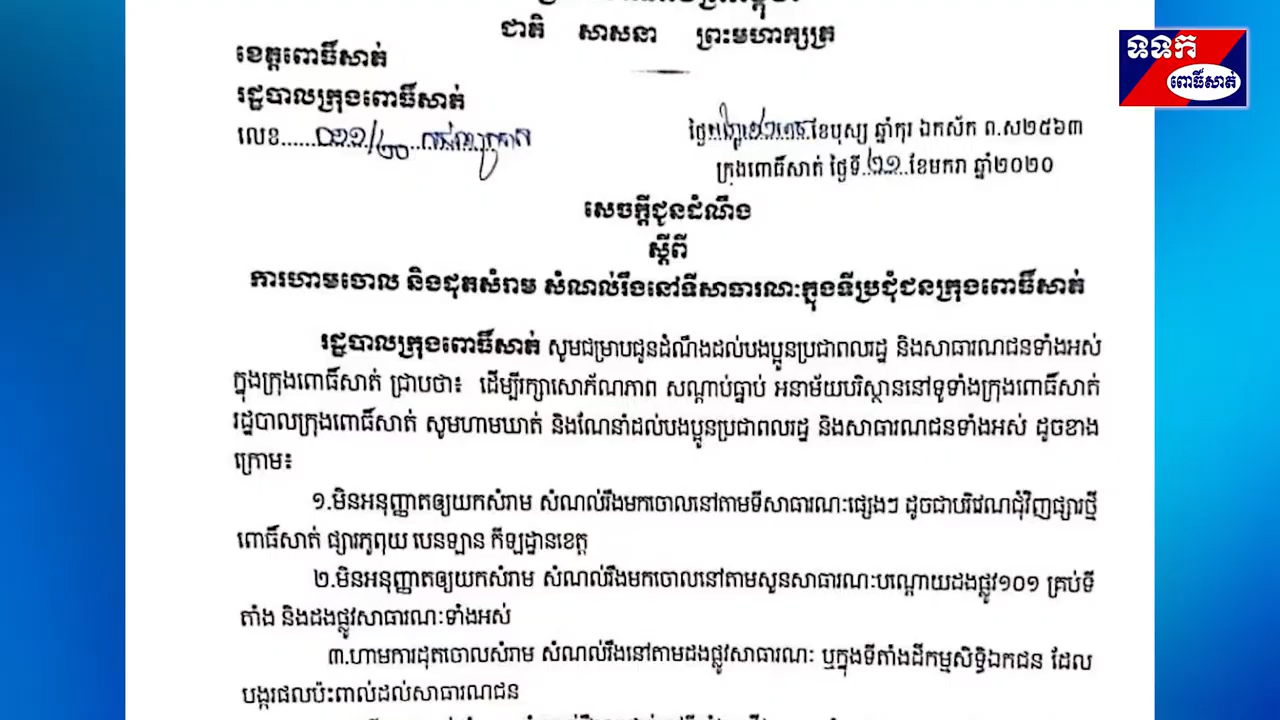 ជាតិ សាសនា ព្រះមហាក្សត្រ
ទទក
ពោធិ៍សាត់
ខេត្តពោធិ៍សាត់
រដ្ឋបាលក្រុងពោធិ៍សាត់
លេខ......០១១/២០
ថ្ងៃ ខែបុស្ស ឆ្នាំកុរ ឯកស័ក ព.ស២៥៦៣
ក្រុងពោធិ៍សាត់ ថ្ងៃទី.២១.ខែមករា ឆ្នាំ២០២០
សេចក្តីជូនដំណឹង
ស្តីពី
ការហាមចោល និងដុតសំរាម សំណល់រឹងនៅទីសាធារណៈក្នុងទីប្រជុំជនក្រុងពោធិ៍សាត់
រដ្ឋបាលក្រុងពោធិ៍សាត់ សូមជម្រាបជូនដំណឹងដល់បងប្អូនប្រជាពលរដ្ឋ និងសាធារណជនទាំងអស់
ក្នុងក្រុងពោធិ៍សាត់ ជ្រាបថា៖ ដើម្បីរក្សាសោភ័ណភាព សណ្តាប់ធ្នាប់ អនាម័យបរិស្ថាននៅទូទាំងក្រុងពោធិ៍សាត់
រដ្ឋបាលក្រុងពោធិ៍សាត់ សូមហាមឃាត់ និងណែនាំដល់បងប្អូនប្រជាពលរដ្ឋ និងសាធារណជនទាំងអស់ ដូចខាង
ក្រោម៖
១.មិនអនុញ្ញាតឲ្យយកសំរាម សំណល់រឹងមកចោលនៅតាមទីសាធារណៈផ្សេងៗ ដូចជាបរិវេណជុំវិញផ្សារថ្មី
ពោធិ៍សាត់ ផ្សារភូពុយ បេនឡាន កីឡដ្ឋានខេត្ត
២.មិនអនុញ្ញាតឲ្យយកសំរាម សំណល់រឹងមកចោលនៅតាមសួនសាធារណៈបណ្តោយដងផ្លូវ១០១ គ្រប់ទី
តាំង និងដងផ្លូវសាធារណៈទាំងអស់
៣.ហាមការដុតចោលសំរាម សំណល់រឹងនៅតាមដងផ្លូវសាធារណៈ ឬក្នុងទីតាំងដីកម្មសិទ្ធិឯកជន ដែល
បង្ករផលប៉ះពាល់ដល់សាធារណជន